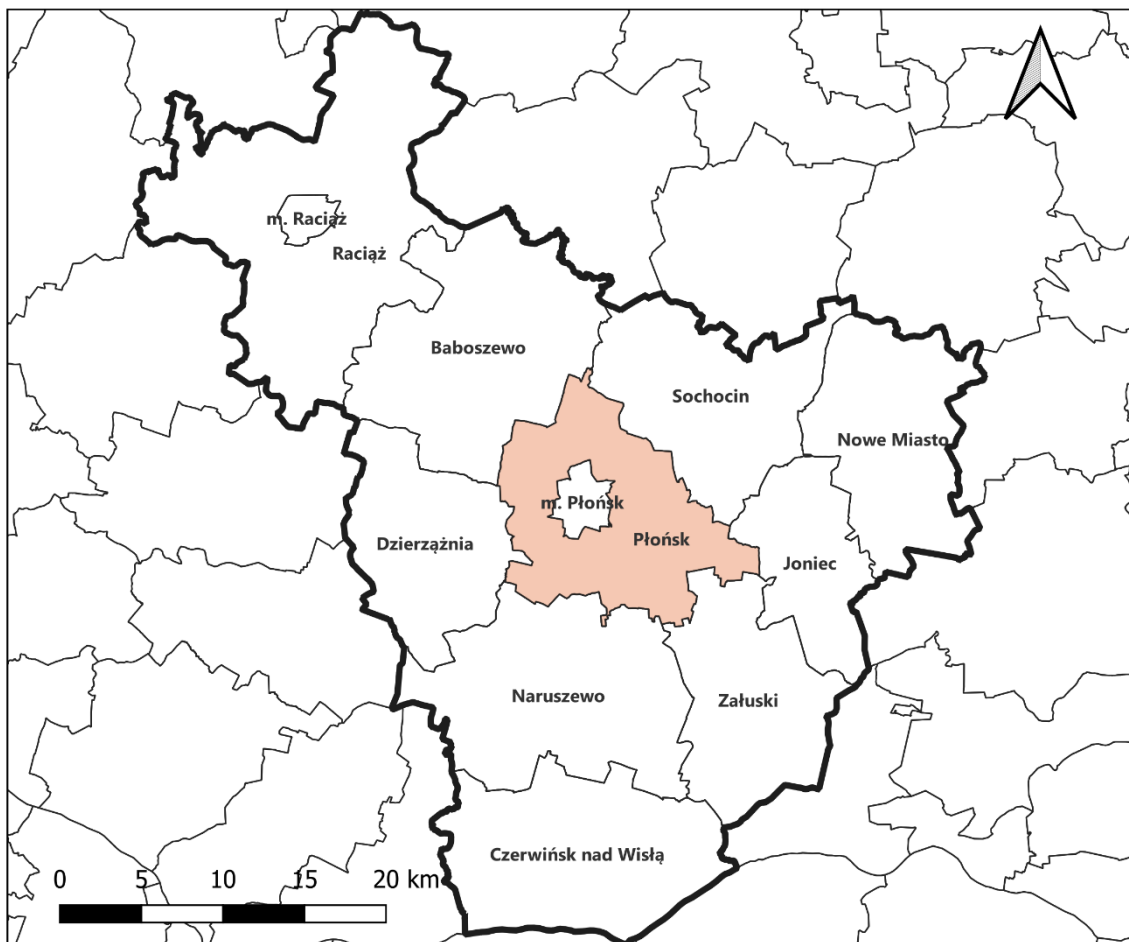 m. Raciąż
Raciąż
Baboszewo
Sochocin
Nowe Miasto
m. Płońsk
Płońsk
Dzierzążnia
Joniec
Naruszewo
Załuski
Czerwińsk nad Wisłą
0 5 10 15 20 km